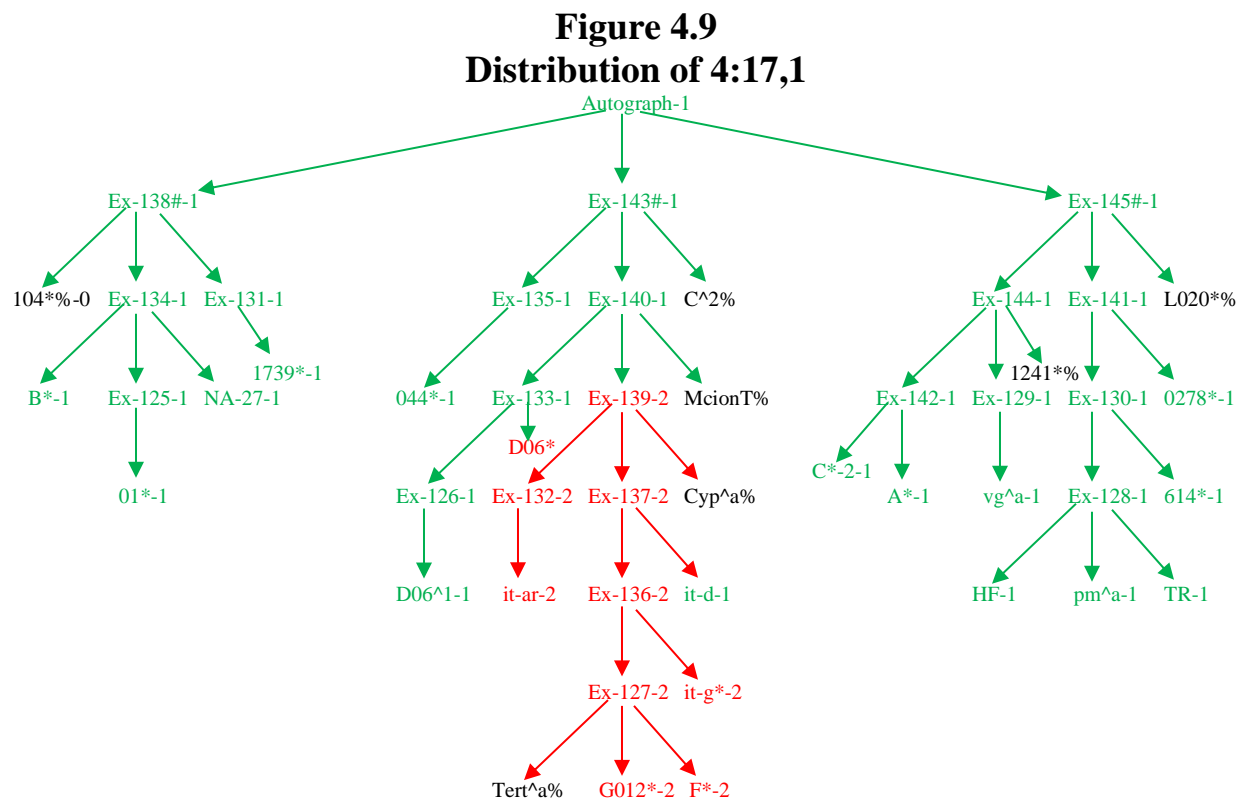 Figure 4.9
Distribution of 4:17,1
Autograph-1
Ex-138#-1 Ex-143#-1 Ex-145#-1
104*%-0 Ex-134-1 Ex-131-1 Ex-135-1 Ex-140-1 C^2% Ex-144-1 Ex-141-1 L020*%
1739*-1 1241*%
B*-1 Ex-125-1 NA-27-1 044*-1 Ex-133-1 Ex-139-2 McionT% Ex-142-1 Ex-129-1 Ex-130-1 0278*-1
D06*
C*-2-1
01*-1 Ex-126-1 Ex-132-2 Ex-137-2 Cyp^a% A*-1 vg^a-1 Ex-128-1 614*-1
D06^1-1 it-ar-2 Ex-136-2 it-d-1 HF-1 pm^a-1 TR-1
Ex-127-2 it-g*-2
Tert^a% G012*-2 F*-2